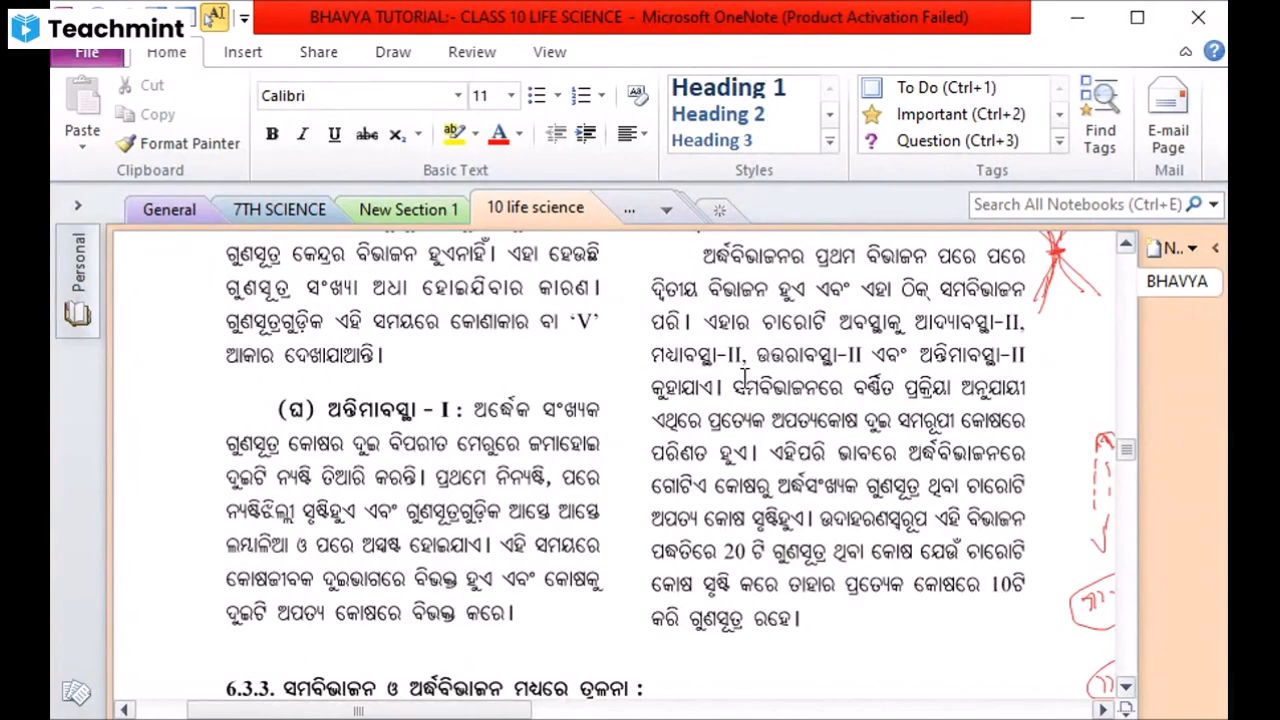 Teachmint
BHAVYA TUTORIAL:- CLASS 10 LIFE SCIENCE - Microsoft OneNote (Product Activation Failed)
File Home Insert Share Draw Review View
Paste
Cut
Copy
Format Painter
Clipboard
Calibri 11
Basic Text
Heading 1
Heading 2
Heading 3
Styles
To Do (Ctrl+1)
Important (Ctrl+2)
Question (Ctrl+3)
Tags
Find
Tags
E-mail
Page
Mail
General 7TH SCIENCE New Section 1 10 life science ...
Search All Notebooks (Ctrl+E)
Personal
N..
BHAVYA
ଗୁଣସୂତ୍ର କେନ୍ଦ୍ରର ବିଭାଜନ ହୁଏନାହିଁ। ଏହା ହେଉଛି
ଗୁଣସୂତ୍ର ସଂଖ୍ୟା ଅଧା ହୋଇଯିବାର କାରଣ।
ଗୁଣସୂତ୍ରଗୁଡ଼ିକ ଏହି ସମୟରେ କୋଣାକାର ବା ‘V’
ଆକାର ଦେଖାଯାଆନ୍ତି।
(ଘ) ଅନ୍ତିମାବସ୍ଥା - I : ଅର୍ଦ୍ଧେକ ସଂଖ୍ୟକ
ଗୁଣସୂତ୍ର କୋଷର ଦୁଇ ବିପରୀତ ମେରୁରେ ଜମାହୋଇ
ଦୁଇଟି ନ୍ୟଷ୍ଟି ତିଆରି କରନ୍ତି। ପ୍ରଥମେ ନିନ୍ୟଷ୍ଟି, ପରେ
ନ୍ୟଷ୍ଟିଝିଲ୍ଲୀ ସୃଷ୍ଟିହୁଏ ଏବଂ ଗୁଣସୂତ୍ରଗୁଡ଼ିକ ଆସ୍ତେ ଆସ୍ତେ
ଲମ୍ବାଳିଆ ଓ ପରେ ଅସ୍ପଷ୍ଟ ହୋଇଯାଏ। ଏହି ସମୟରେ
କୋଷଜୀବକ ଦୁଇଭାଗରେ ବିଭକ୍ତ ହୁଏ ଏବଂ କୋଷକୁ
ଦୁଇଟି ଅପତ୍ୟ କୋଷରେ ବିଭକ୍ତ କରେ।
ଅର୍ଦ୍ଧବିଭାଜନର ପ୍ରଥମ ବିଭାଜନ ପରେ ପରେ
ଦ୍ୱିତୀୟ ବିଭାଜନ ହୁଏ ଏବଂ ଏହା ଠିକ୍ ସମବିଭାଜନ
ପରି। ଏହାର ଚାରୋଟି ଅବସ୍ଥାକୁ ଆଦ୍ୟାବସ୍ଥା-II,
ମଧ୍ୟାବସ୍ଥା-II, ଉତ୍ତରାବସ୍ଥା-II ଏବଂ ଅନ୍ତିମାବସ୍ଥା-II
କୁହାଯାଏ। ସମବିଭାଜନରେ ବର୍ଣ୍ଣିତ ପ୍ରକ୍ରିୟା ଅନୁଯାୟୀ
ଏଥିରେ ପ୍ରତ୍ୟେକ ଅପତ୍ୟକୋଷ ଦୁଇ ସମରୂପୀ କୋଷରେ
ପରିଣତ ହୁଏ। ଏହିପରି ଭାବରେ ଅର୍ଦ୍ଧବିଭାଜନରେ
ଗୋଟିଏ କୋଷରୁ ଅର୍ଦ୍ଧସଂଖ୍ୟକ ଗୁଣସୂତ୍ର ଥିବା ଚାରୋଟି
ଅପତ୍ୟ କୋଷ ସୃଷ୍ଟିହୁଏ। ଉଦାହରଣସ୍ୱରୂପ ଏହି ବିଭାଜନ
ପଦ୍ଧତିରେ 20 ଟି ଗୁଣସୂତ୍ର ଥିବା କୋଷ ଯେଉଁ ଚାରୋଟି
କୋଷ ସୃଷ୍ଟି କରେ ତାହାର ପ୍ରତ୍ୟେକ କୋଷରେ 10ଟି
କରି ଗୁଣସୂତ୍ର ରହେ।
6.3.3. ସମବିଭାଜନ ଓ ଅର୍ଦ୍ଧବିଭାଜନ ମଧ୍ୟରେ ତୁଳନା :